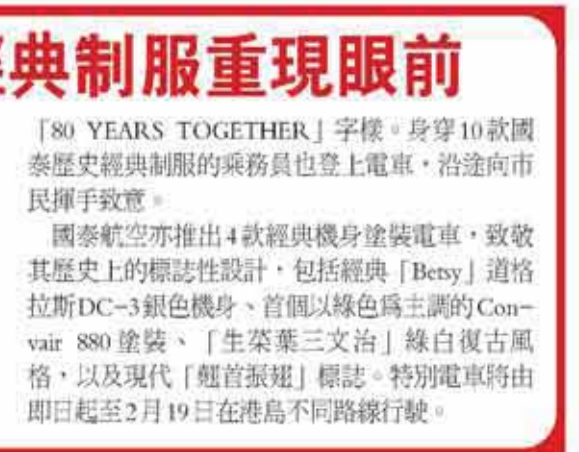 典制服重現眼前
「80 YEARS TOGETHER」字樣。身穿10款國
泰歷史經典制服的乘務員也登上電車，沿途向市
民揮手致意。
國泰航空亦推出4款經典機身塗裝電車，致敬
其歷史上的標誌性設計，包括經典「Betsy」道格
拉斯DC-3銀色機身、首個以綠色為主調的Con-
vair 880塗裝、「生菜葉三文治」綠白復古風
格，以及現代「翹首振翅」標誌。特別電車將由
即日起至2月19日在港島不同路線行駛。